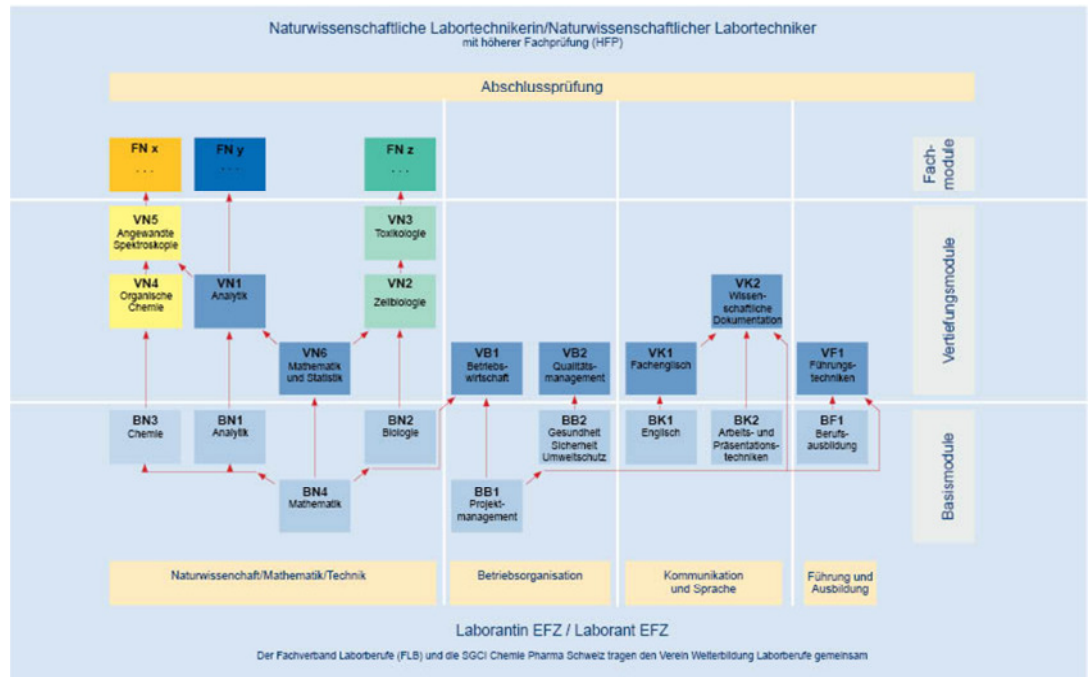 Naturwissenschaftliche Labortechnikerin/Naturwissenschaftlicher Labortechniker
mit höherer Fachprüfung (HFP)
Abschlussprüfung
FN x
. . .
FN y
. . .
FN z
. . .
Fach-
module
VN5
Angewandte
Spektroskopie
VN3
Toxikologie
VN4
Organische
Chemie
VN1
Analytik
VN2
Zellbiologie
VK2
Wissen-
schaftliche
Dokumentation
VN6
Mathematik
und Statistik
VB1
Betriebs-
wirtschaft
VB2
Qualitäts-
management
VK1
Fachenglisch
VF1
Führungs-
techniken
Vertiefungsmodule
BN3
Chemie
BN1
Analytik
BN2
Biologie
BB2
Gesundheit
Sicherheit
Umweltschutz
BK1
Englisch
BK2
Arbeits- und
Präsentations-
techniken
BF1
Berufs-
ausbildung
BN4
Mathematik
BB1
Projekt-
management
Basismodule
Naturwissenchaft/Mathematik/Technik
Betriebsorganisation
Kommunikation
und Sprache
Führung und
Ausbildung
Laborantin EFZ / Laborant EFZ
Der Fachverband Laborberufe (FLB) und die SGCI Chemie Pharma Schweiz tragen den Verein Weiterbildung Laborberufe gemeinsam